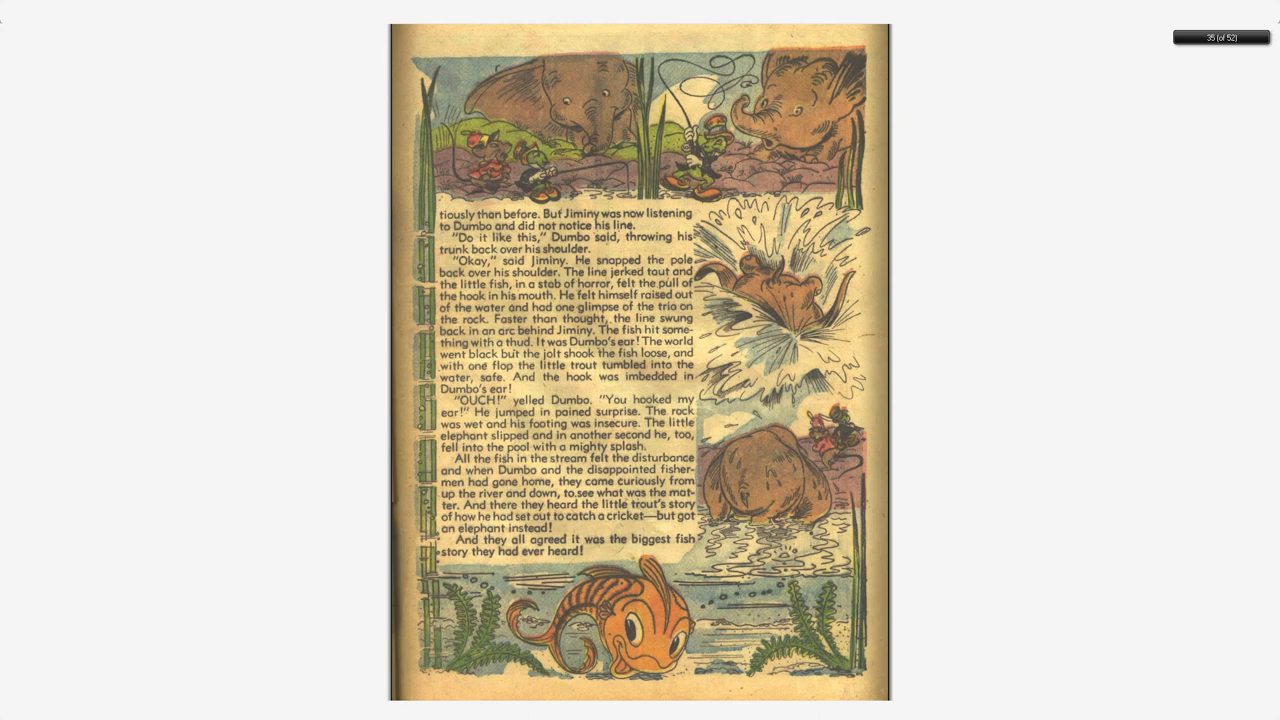 35 (of 52)
tiously than before. But Jiminy was now listening
to Dumbo and did not notice his line.
"Do it like this," Dumbo said, throwing his
trunk back over his shoulder.
"Okay," said Jiminy. He snapped the pole
back over his shoulder. The line jerked taut and
the little fish, in a stab of horror, felt the pull of
the hook in his mouth. He felt himself raised out
of the water and had one glimpse of the trio on
the rock. Faster than thought, the line swung
back in an arc behind Jiminy. The fish hit some-
thing with a thud. It was Dumbo's ear! The world
went black but the jolt shook the fish loose, and
with one flop the little trout tumbled into the
water, safe. And the hook was imbedded in
Dumbo's ear!
"OUCH!" yelled Dumbo. "You hooked my
ear!" He jumped in pained surprise. The rock
was wet and his footing was insecure. The little
elephant slipped and in another second he, too,
fell into the pool with a mighty splash.
All the fish in the stream felt the disturbance
and when Dumbo and the disappointed fisher-
men had gone home, they came curiously from
up the river and down, to see what was the mat-
ter. And there they heard the little trout's story
of how he had set out to catch a cricket—but got
an elephant instead!
And they all agreed it was the biggest fish
story they had ever heard!